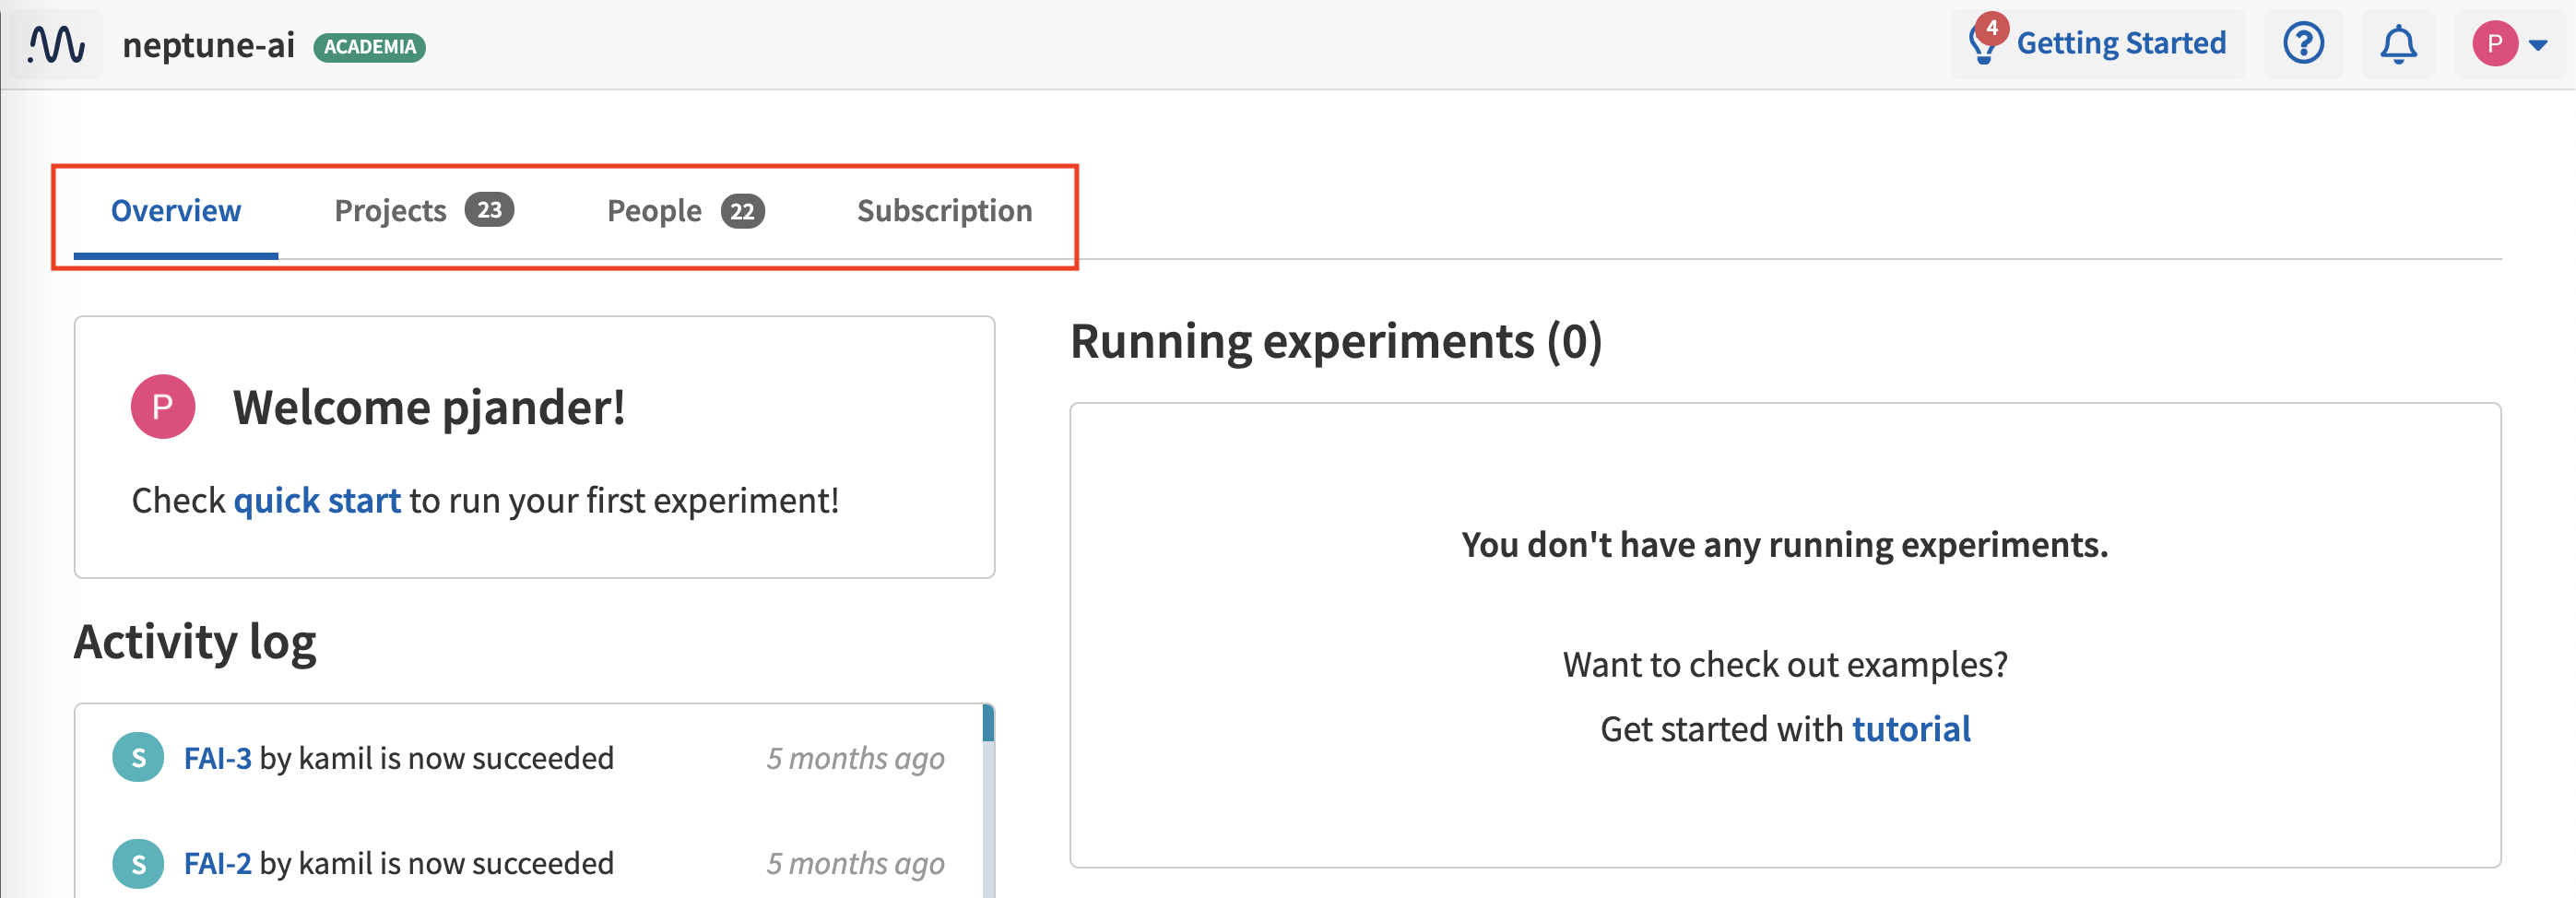 neptune-ai ACADEMIA 4 Getting Started ? P
Overview Projects 23 People 22 Subscription
P Welcome pjander!
Check quick start to run your first experiment!
Activity log
S FAI-3 by kamil is now succeeded 5 months ago
S FAI-2 by kamil is now succeeded 5 months ago
Running experiments (0)
You don't have any running experiments.
Want to check out examples?
Get started with tutorial